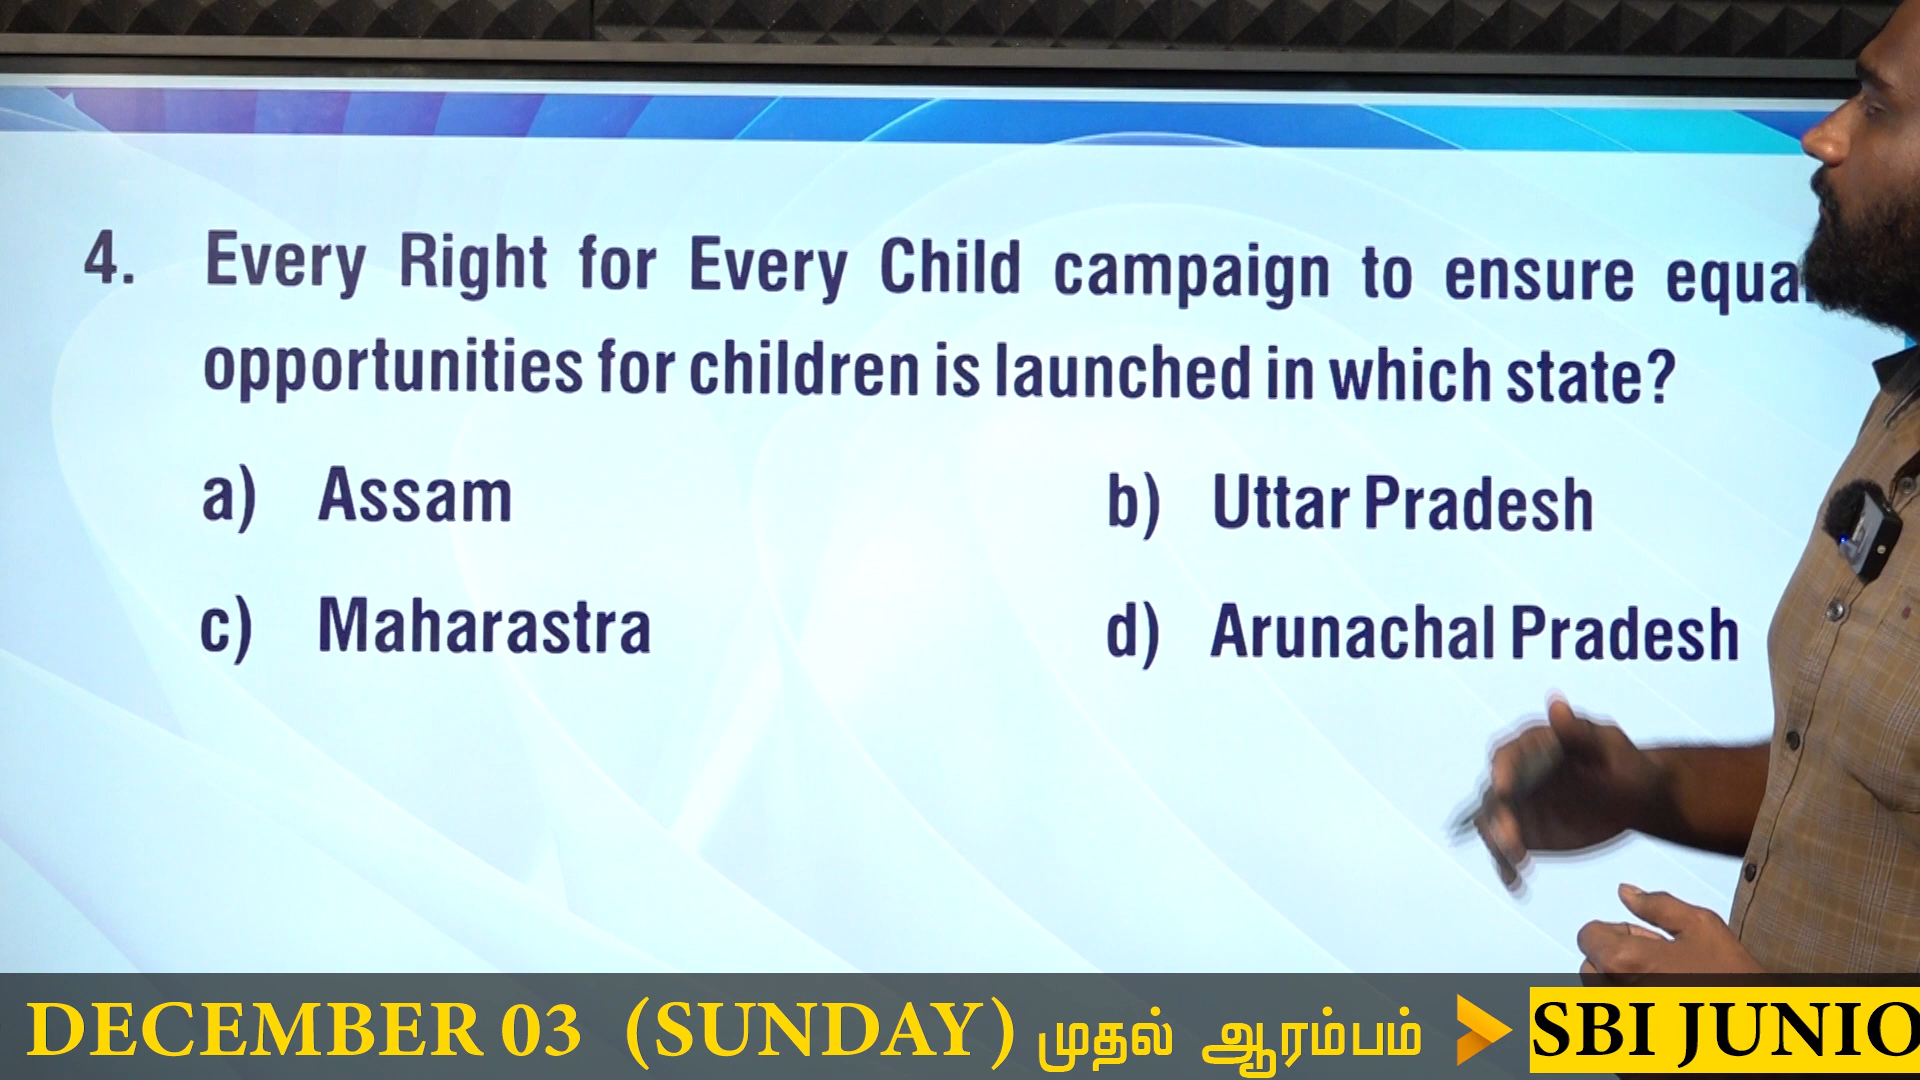 4. Every Right for Every Child campaign to ensure equal
opportunities for children is launched in which state?
a) Assam
b) Uttar Pradesh
c) Maharastra
d) Arunachal Pradesh
DECEMBER 03 (SUNDAY) முதல் ஆரம்பம் SBI JUNIO